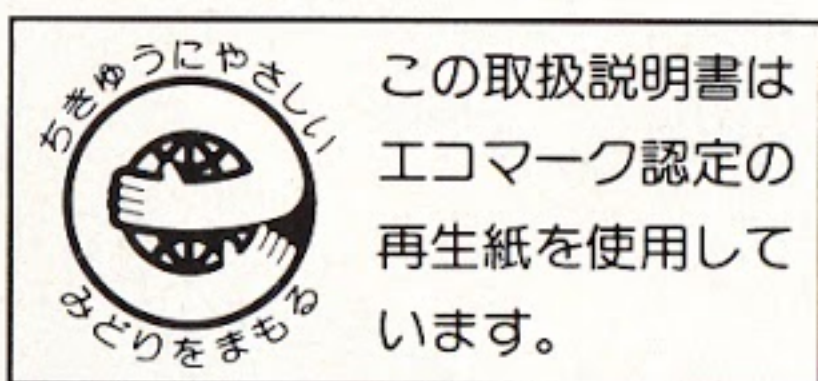 ちきゅうにやさしい
みどりをまもる
この取扱説明書は
エコマーク認定の
再生紙を使用して
います。